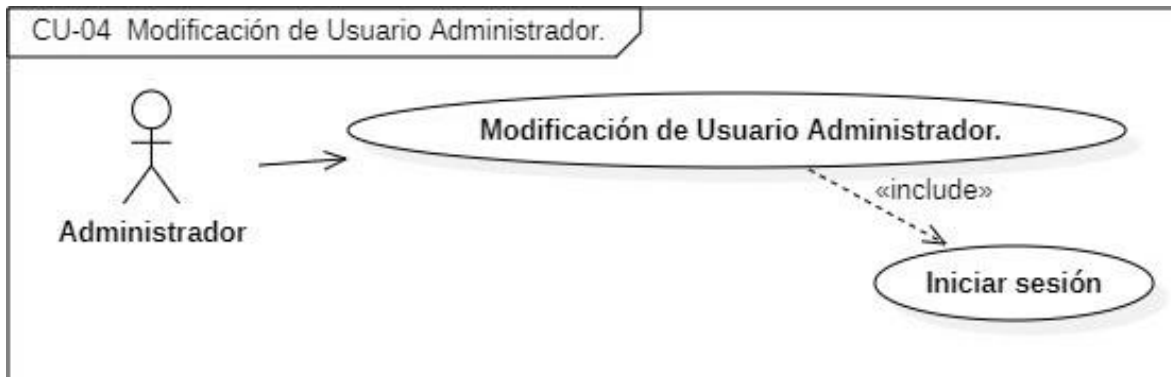 CU-04 Modificación de Usuario Administrador.
Modificación de Usuario Administrador.
«include»
Administrador
Iniciar sesión